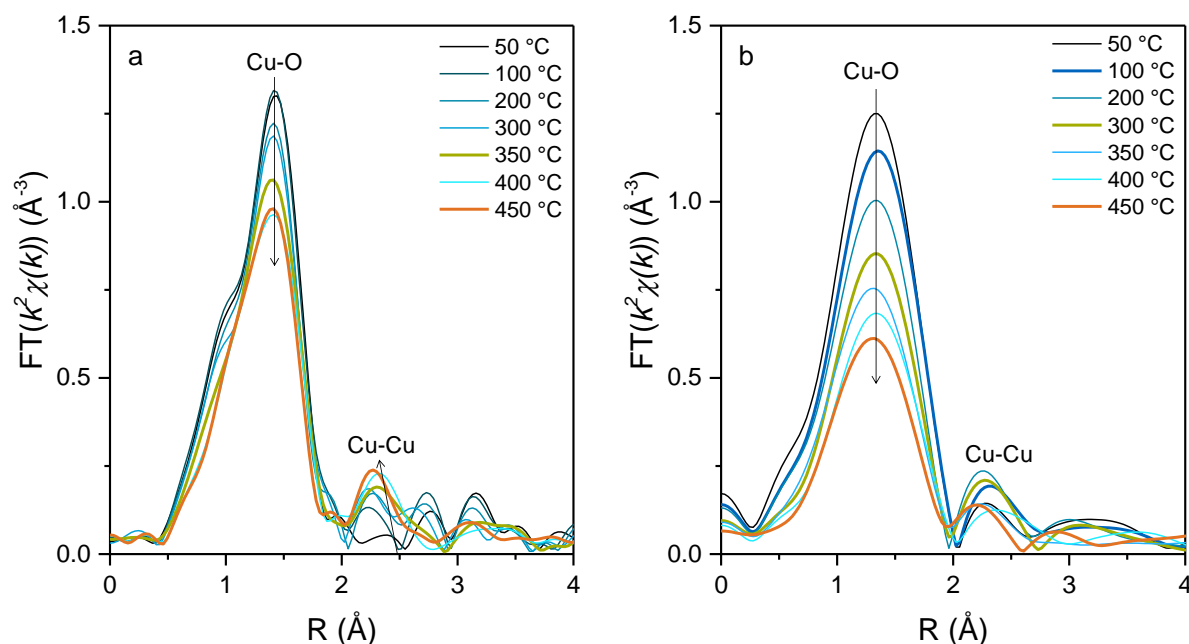 a
Cu-O
Cu-Cu
50 °C
100 °C
200 °C
300 °C
350 °C
400 °C
450 °C
1.5
1.0
0.5
0.0
FT(k²χ(k)) (Å⁻³)
0 1 2 3 4
R (Å)
b
Cu-O
Cu-Cu
50 °C
100 °C
200 °C
300 °C
350 °C
400 °C
450 °C
1.5
1.0
0.5
0.0
FT(k²χ(k)) (Å⁻³)
0 1 2 3 4
R (Å)